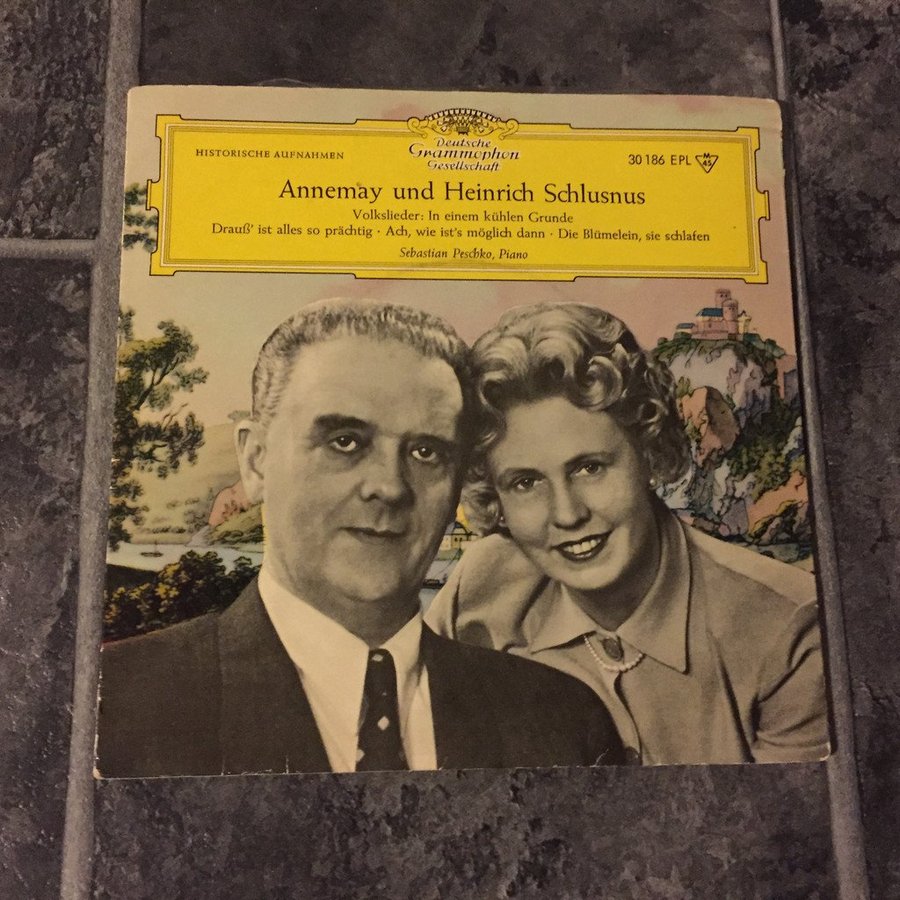 Deutsche
Grammophon
Gesellschaft
HISTORISCHE AUFNAHMEN
30 186 EPL M 45
Annemay und Heinrich Schlusnus
Volkslieder: In einem kühlen Grunde
Drauß' ist alles so prächtig · Ach, wie ist's möglich dann · Die Blümelein, sie schlafen
Sebastian Peschko, Piano